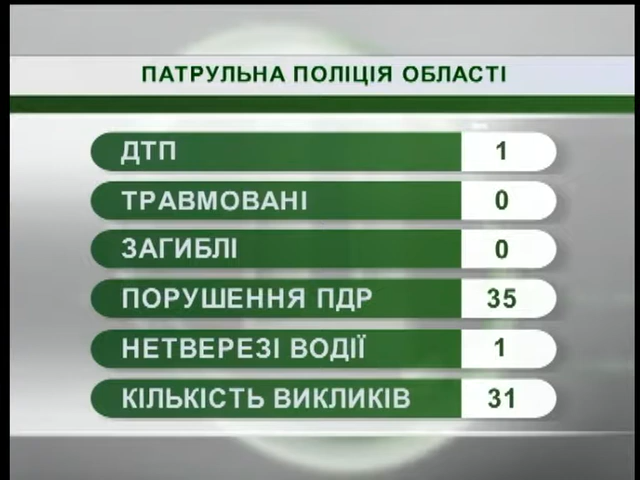 ПАТРУЛЬНА ПОЛІЦІЯ ОБЛАСТІ
ДТП 1
ТРАВМОВАНІ 0
ЗАГИБЛІ 0
ПОРУШЕННЯ ПДР 35
НЕТВЕРЕЗІ ВОДІЇ 1
КІЛЬКІСТЬ ВИКЛИКІВ 31